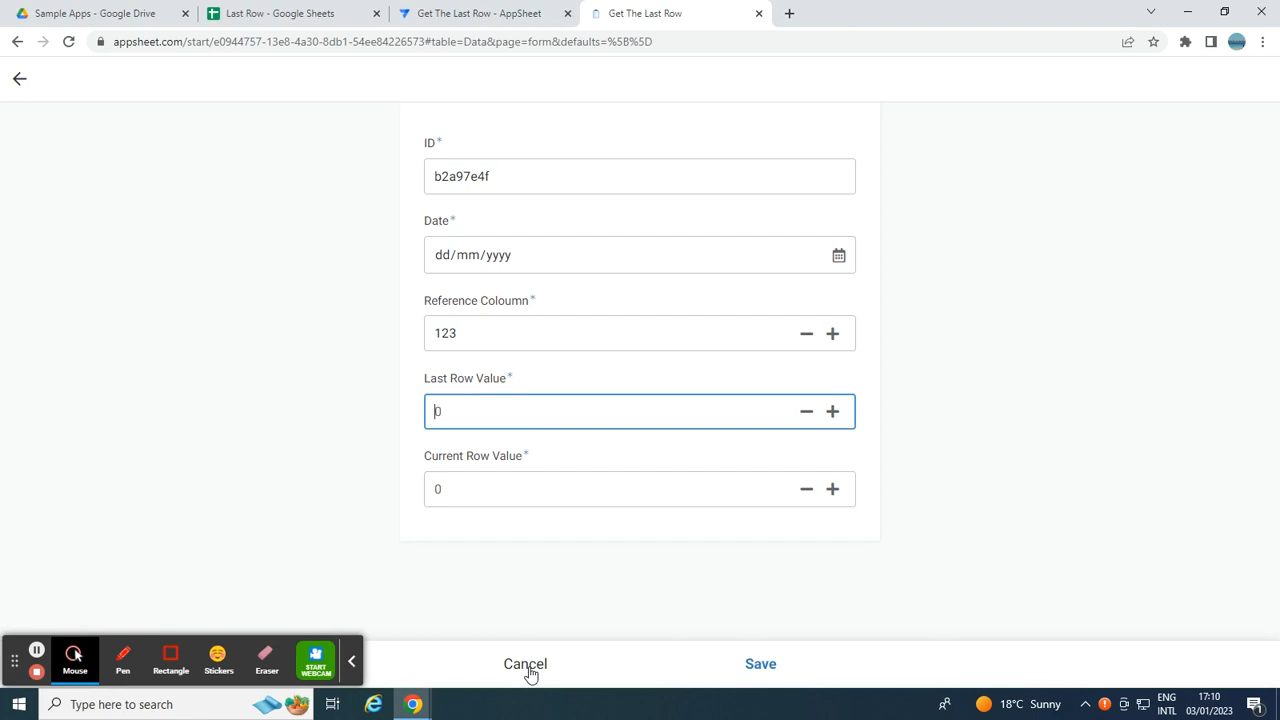 Sample Apps - Google Drive
Last Row - Google Sheets
Get The Last Row - AppSheet
Get The Last Row
appsheet.com/start/e0944757-13e8-4a30-8db1-54ee84226573#table=Data&page=form&defaults=%5B%5D
ID*
b2a97e4f
Date*
dd/mm/yyyy
Reference Coloumn*
123
Last Row Value*
0
Current Row Value*
0
Cancel
Save
Mouse
Pen
Rectangle
Stickers
Eraser
START
WEBCAM
Type here to search
18°C Sunny
ENG
INTL
17:10
03/01/2023
1